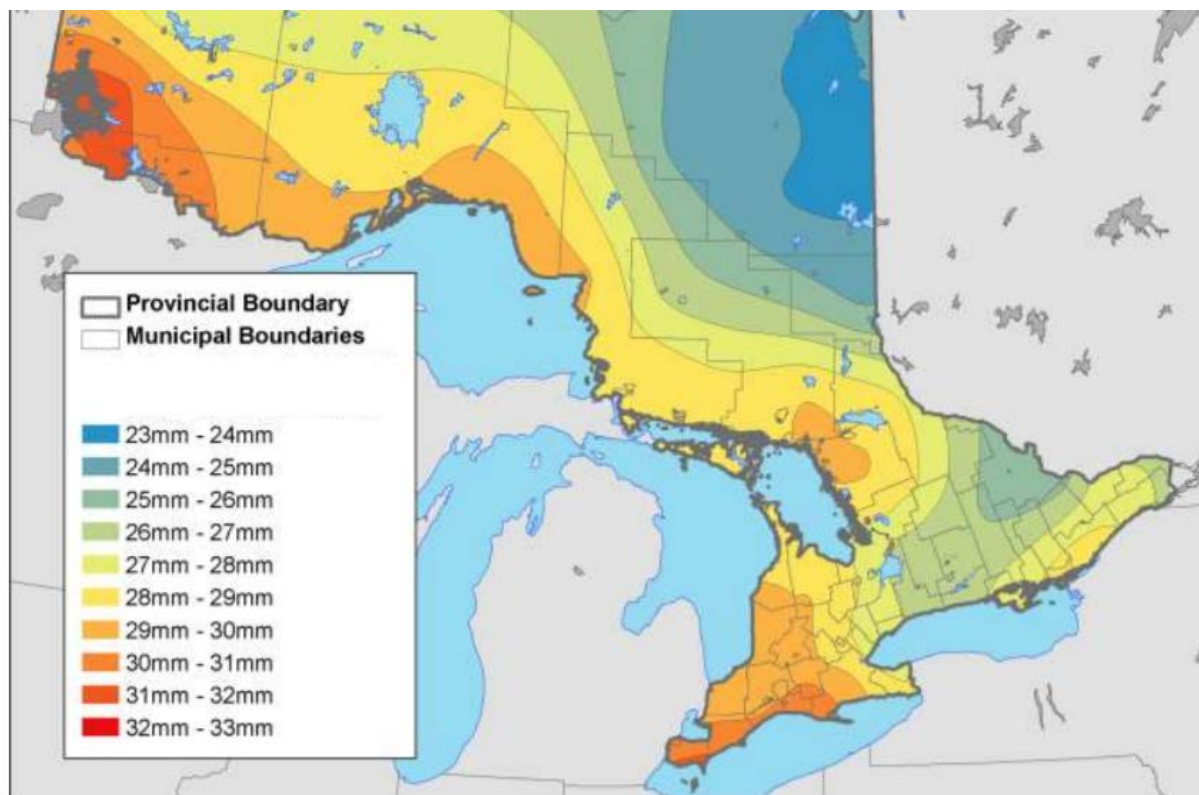 Provincial Boundary
Municipal Boundaries
23mm - 24mm
24mm - 25mm
25mm - 26mm
26mm - 27mm
27mm - 28mm
28mm - 29mm
29mm - 30mm
30mm - 31mm
31mm - 32mm
32mm - 33mm